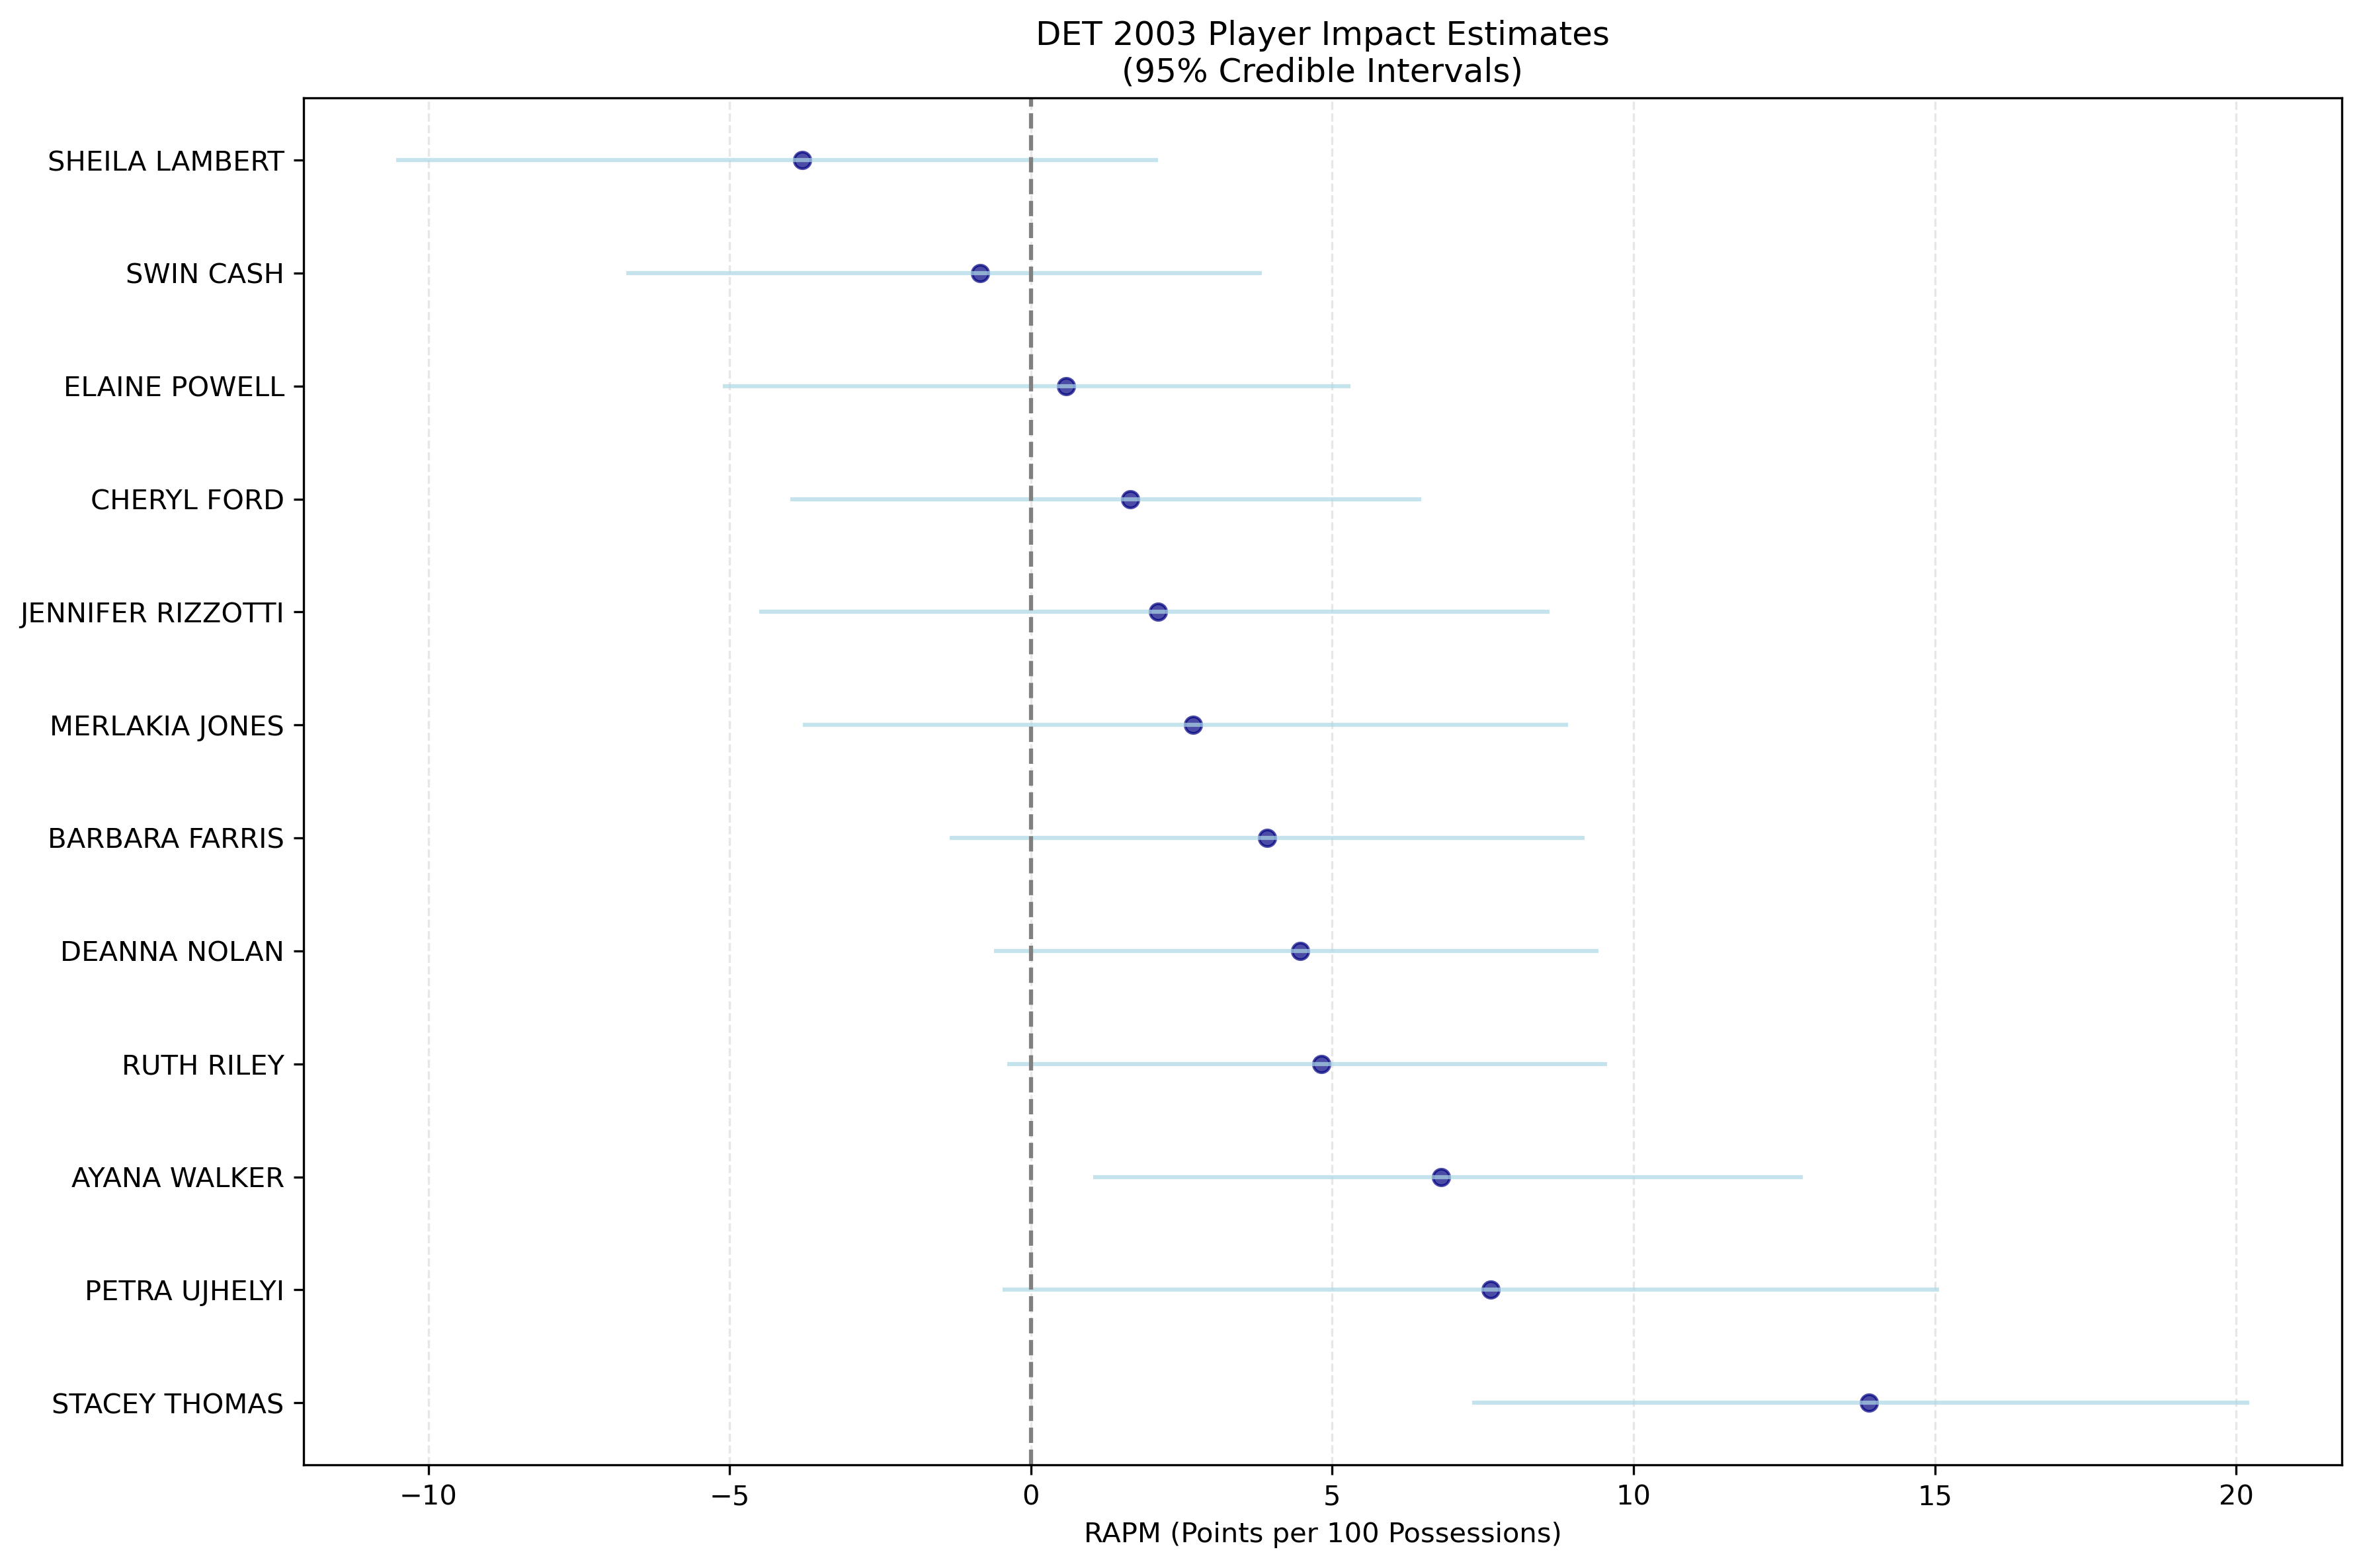 DET 2003 Player Impact Estimates
(95% Credible Intervals)
SHEILA LAMBERT
SWIN CASH
ELAINE POWELL
CHERYL FORD
JENNIFER RIZZOTTI
MERLAKIA JONES
BARBARA FARRIS
DEANNA NOLAN
RUTH RILEY
AYANA WALKER
PETRA UJHELYI
STACEY THOMAS
−10 −5 0 5 10 15 20
RAPM (Points per 100 Possessions)